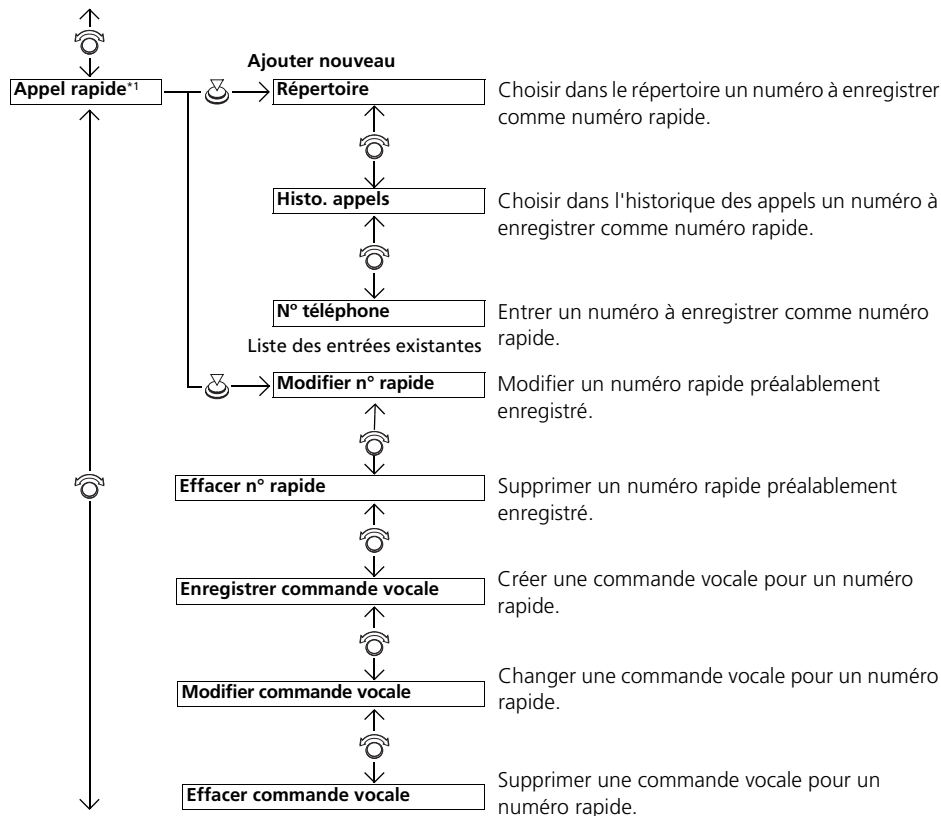 Ajouter nouveau
Appel rapide*1
Répertoire
Choisir dans le répertoire un numéro à enregistrer
comme numéro rapide.
Histo. appels
Choisir dans l'historique des appels un numéro à
enregistrer comme numéro rapide.
N° téléphone
Entrer un numéro à enregistrer comme numéro
rapide.
Liste des entrées existantes
Modifier n° rapide
Modifier un numéro rapide préalablement
enregistré.
Effacer n° rapide
Supprimer un numéro rapide préalablement
enregistré.
Enregistrer commande vocale
Créer une commande vocale pour un numéro
rapide.
Modifier commande vocale
Changer une commande vocale pour un numéro
rapide.
Effacer commande vocale
Supprimer une commande vocale pour un
numéro rapide.